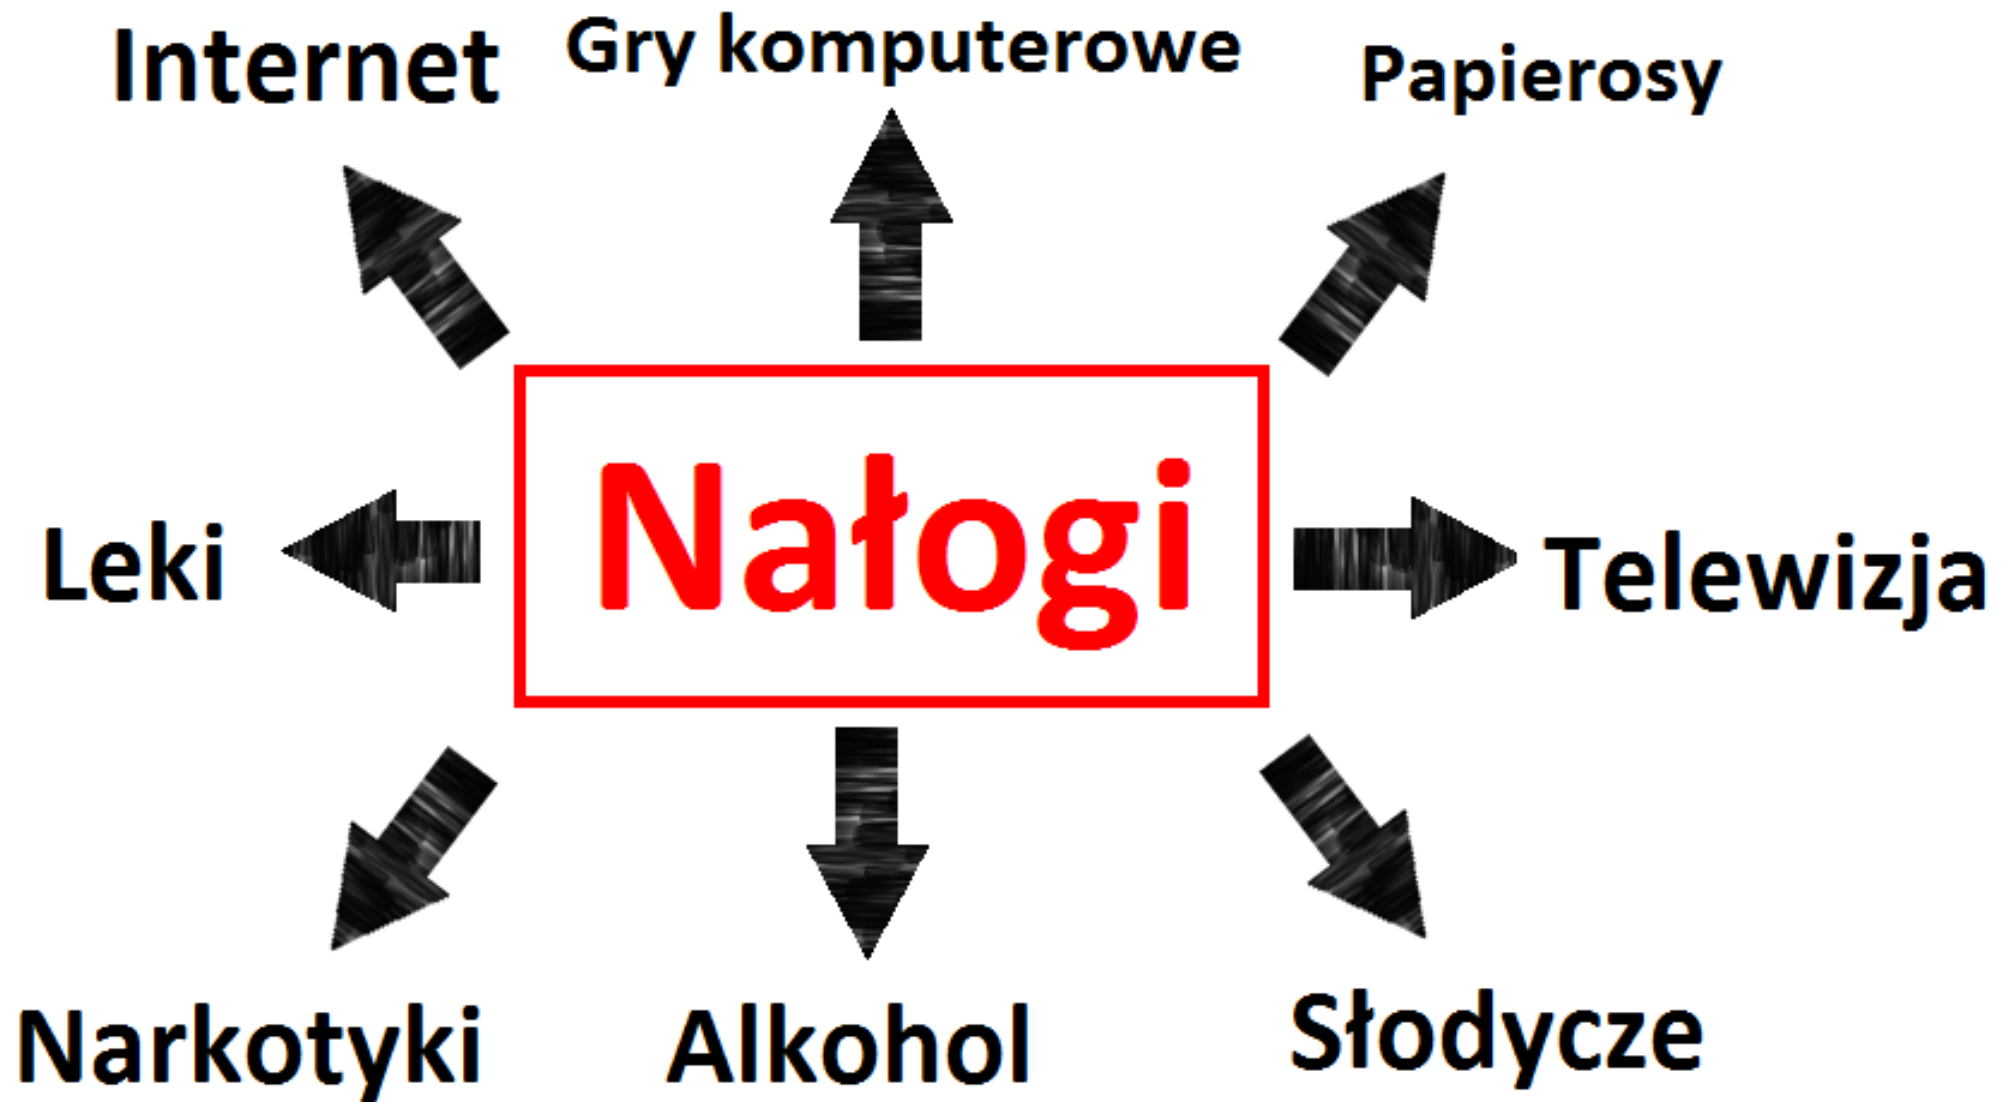 Internet
Gry komputerowe
Papierosy
Leki
Nałogi
Telewizja
Narkotyki
Alkohol
Słodycze